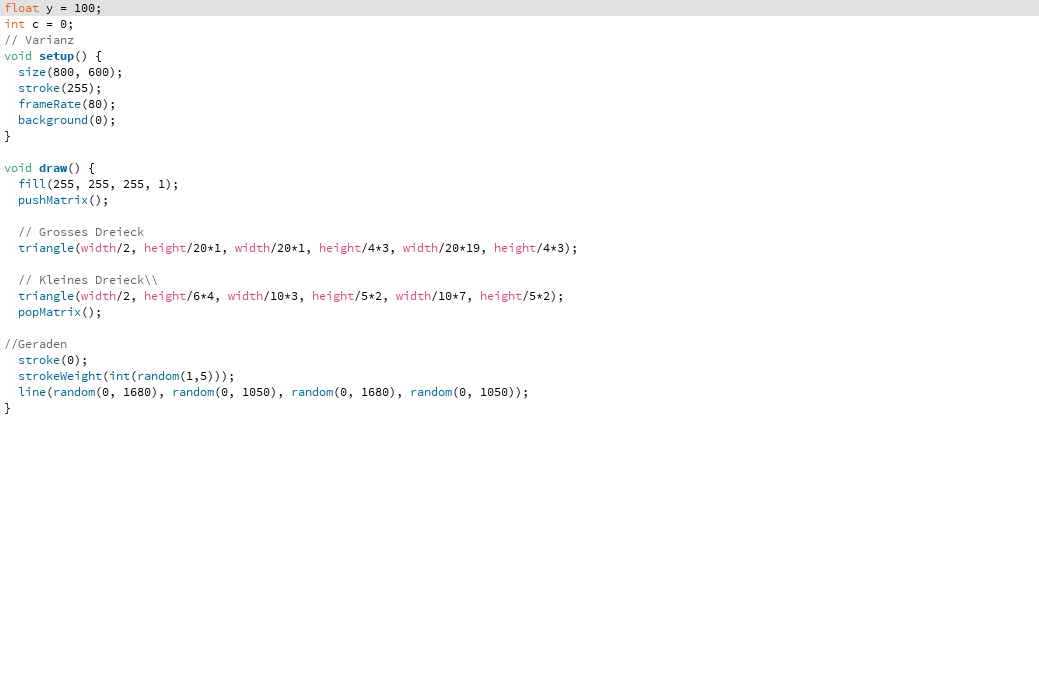 float y = 100;
int c = 0;
// Varianz
void setup() {
  size(800, 600);
  stroke(255);
  frameRate(80);
  background(0);
}

void draw() {
  fill(255, 255, 255, 1);
  pushMatrix();

  // Grosses Dreieck
  triangle(width/2, height/20*1, width/20*1, height/4*3, width/20*19, height/4*3);

  // Kleines Dreieck\\
  triangle(width/2, height/6*4, width/10*3, height/5*2, width/10*7, height/5*2);
  popMatrix();

//Geraden
  stroke(0);
  strokeWeight(int(random(1,5)));
  line(random(0, 1680), random(0, 1050), random(0, 1680), random(0, 1050));
}